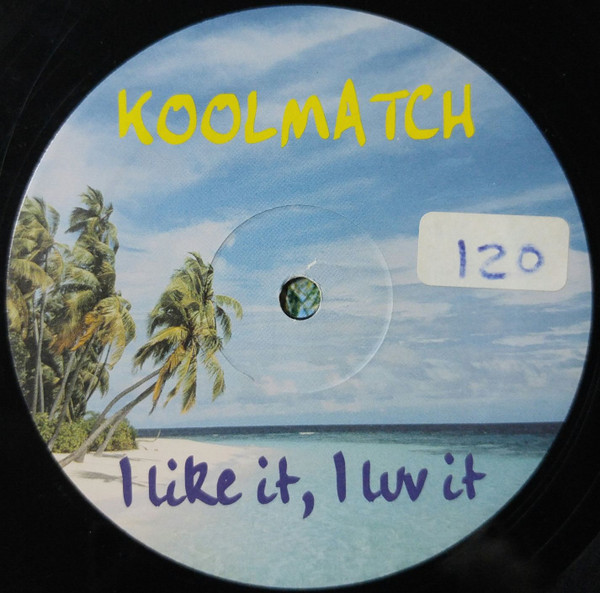 KOOLMATCH
120
I like it, I luv it